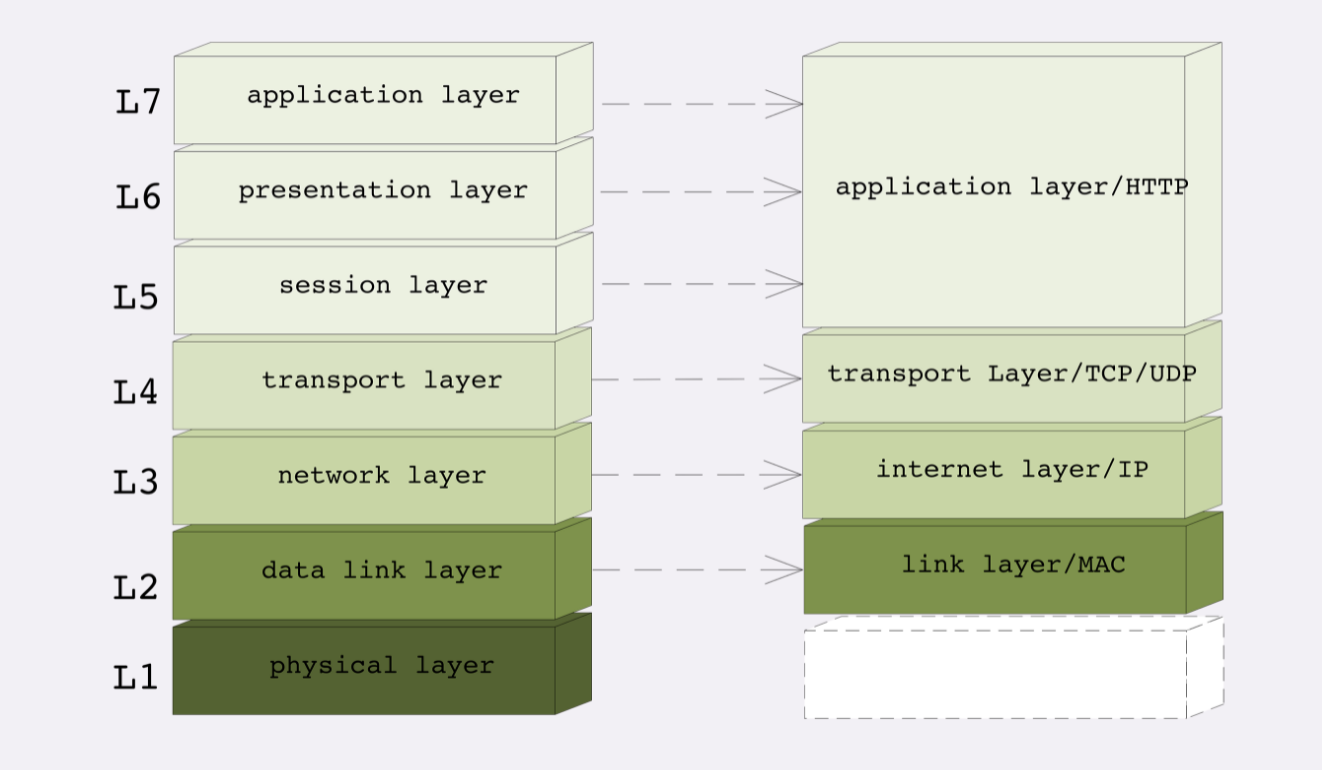 L7
application layer
L6
presentation layer
L5
session layer
L4
transport layer
L3
network layer
L2
data link layer
L1
physical layer
application layer/HTTP
transport Layer/TCP/UDP
internet layer/IP
link layer/MAC